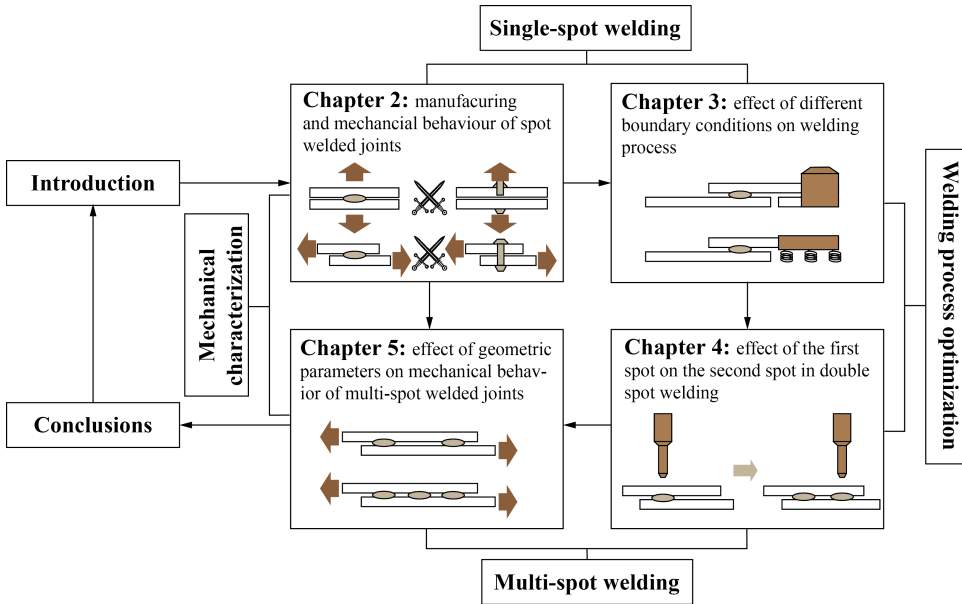 Single-spot welding
Chapter 2: manufacuring
and mechancial behaviour of spot
welded joints
Chapter 3: effect of different
boundary conditions on welding
process
Introduction
Mechanical
characterization
Welding process optimization
Chapter 5: effect of geometric
parameters on mechanical behav-
ior of multi-spot welded joints
Chapter 4: effect of the first
spot on the second spot in double
spot welding
Conclusions
Multi-spot welding